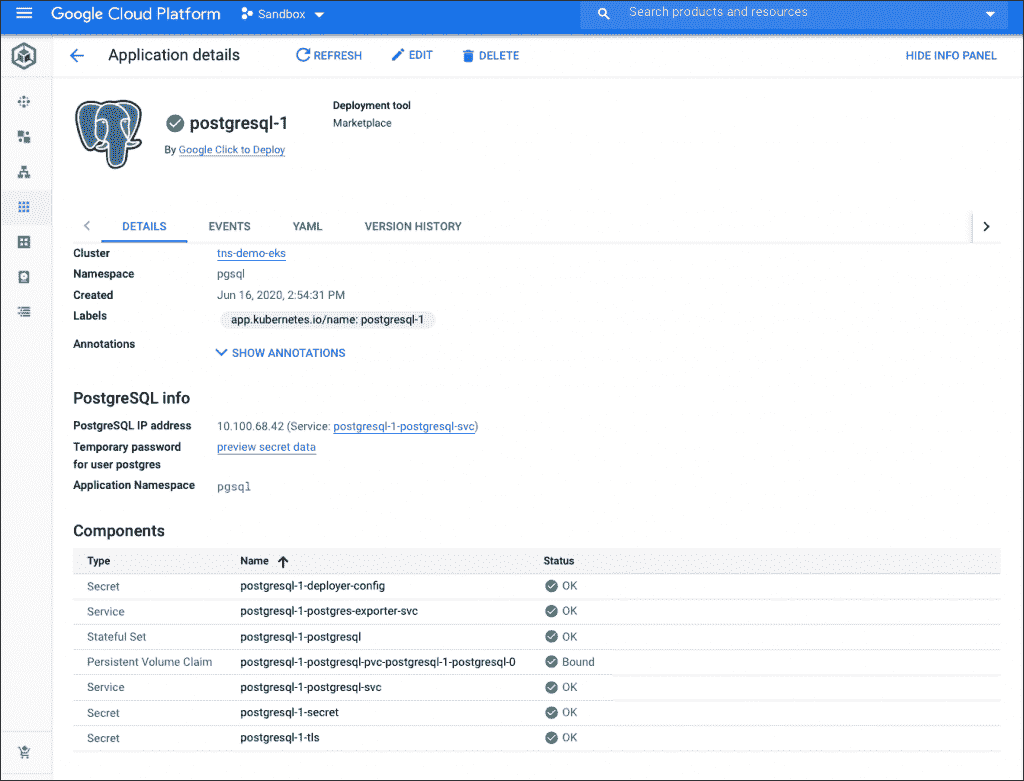 Google Cloud Platform Sandbox Search products and resources
Application details REFRESH EDIT DELETE HIDE INFO PANEL
postgresql-1
By Google Click to Deploy
Deployment tool
Marketplace
DETAILS EVENTS YAML VERSION HISTORY
Cluster tns-demo-eks
Namespace pgsql
Created Jun 16, 2020, 2:54:31 PM
Labels app.kubernetes.io/name: postgresql-1
Annotations SHOW ANNOTATIONS
PostgreSQL info
PostgreSQL IP address 10.100.68.42 (Service: postgresql-1-postgresql-svc)
Temporary password preview secret data
for user postgres
Application Namespace pgsql
Components
Type Name Status
Secret postgresql-1-deployer-config OK
Service postgresql-1-postgres-exporter-svc OK
Stateful Set postgresql-1-postgresql OK
Persistent Volume Claim postgresql-1-postgresql-pvc-postgresql-1-postgresql-0 Bound
Service postgresql-1-postgresql-svc OK
Secret postgresql-1-secret OK
Secret postgresql-1-tls OK